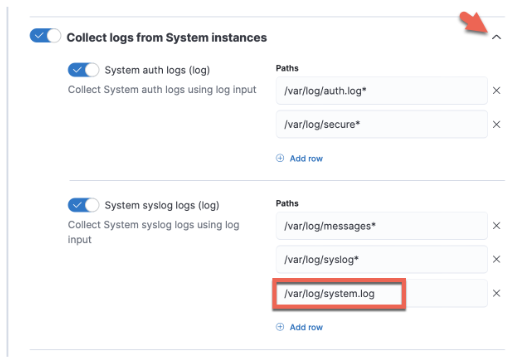 Collect logs from System instances
System auth logs (log)
Paths
Collect System auth logs using log input
/var/log/auth.log*
/var/log/secure*
Add row
System syslog logs (log)
Paths
Collect System syslog logs using log
input
/var/log/messages*
/var/log/syslog*
/var/log/system.log
Add row